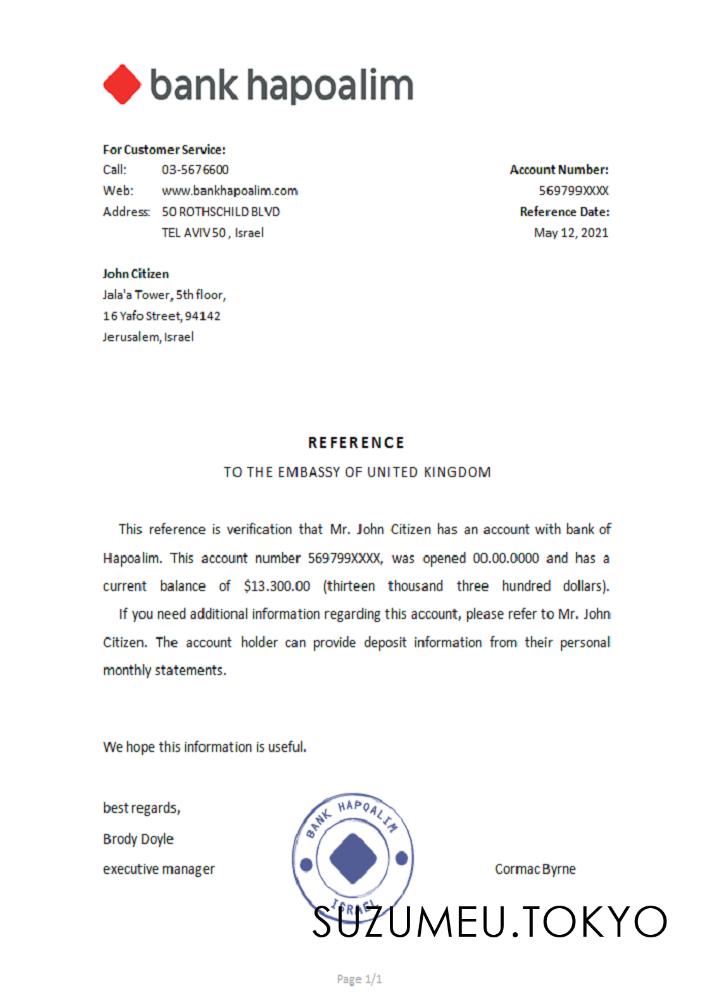 bank hapoalim
For Customer Service:
Call: 03-5676600
Account Number:
Web: www.bankhapoalim.com
569799XXXX
Address: 50 ROTHSCHILD BLVD
Reference Date:
TEL AVIV 50 , Israel
May 12, 2021
John Citizen
Jala'a Tower, 5th floor,
16 Yafo Street, 94142
Jerusalem, Israel
REFERENCE
TO THE EMBASSY OF UNITED KINGDOM
This reference is verification that Mr. John Citizen has an account with bank of
Hapoalim. This account number 569799XXXX, was opened 00.00.0000 and has a
current balance of $13.300.00 (thirteen thousand three hundred dollars).
If you need additional information regarding this account, please refer to Mr. John
Citizen. The account holder can provide deposit information from their personal
monthly statements.
We hope this information is useful.
best regards,
Brody Doyle
executive manager
BANK HAPOALIM
ISRAEL
Cormac Byrne
SUZUMEU.TOKYO
Page 1/1